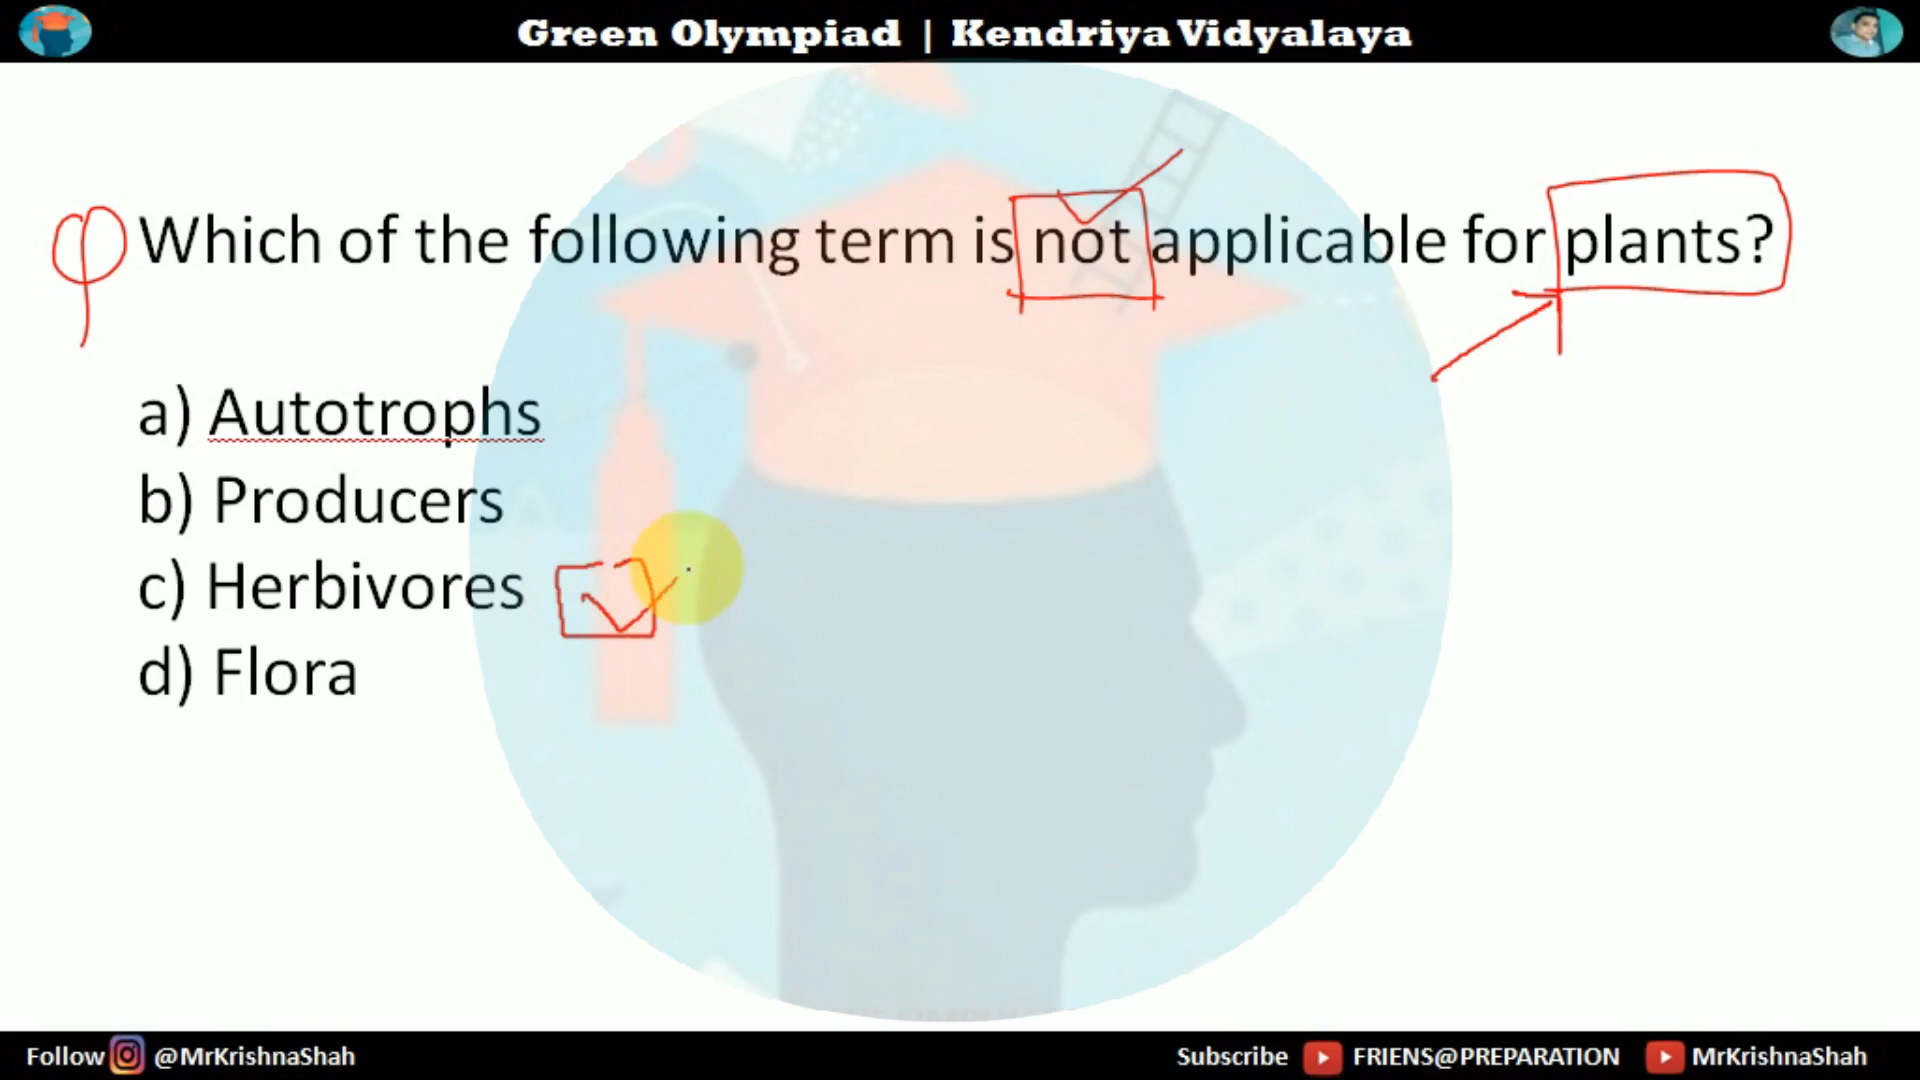 Green Olympiad | Kendriya Vidyalaya
Which of the following term is not applicable for plants?
a) Autotrophs
b) Producers
c) Herbivores
d) Flora
Follow @MrKrishnaShah
Subscribe FRIENS@PREPARATION MrKrishnaShah